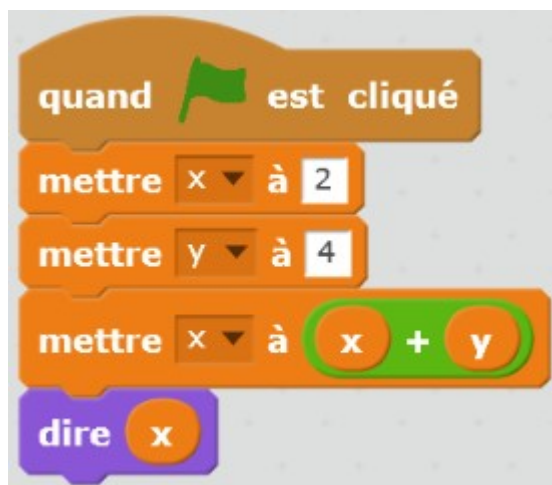 quand est cliqué
mettre x à 2
mettre y à 4
mettre x à x + y
dire x